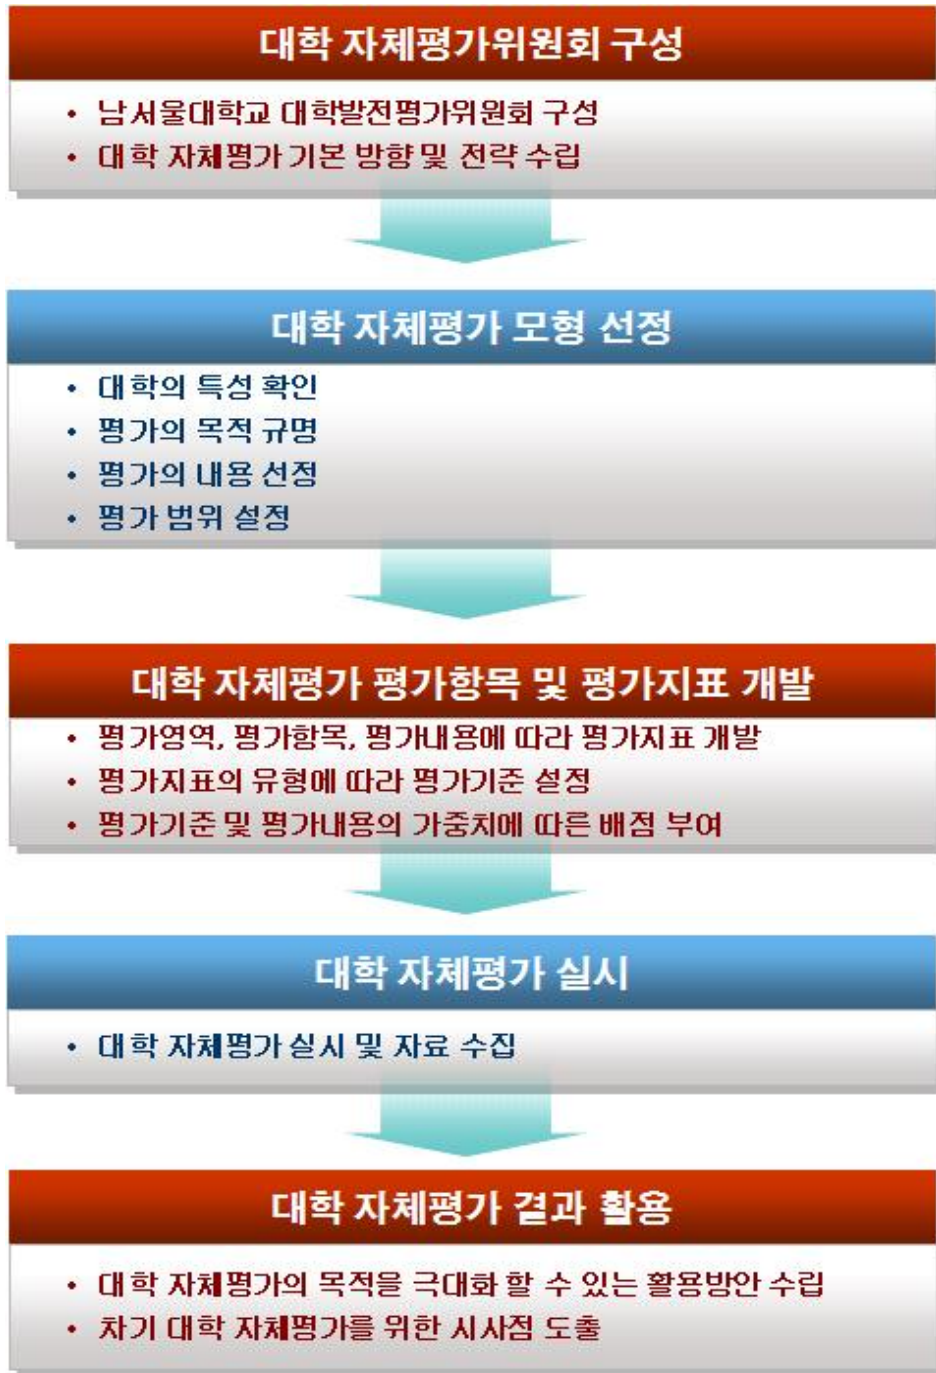 대학 자체평가위원회 구성
• 남서울대학교 대학발전평가위원회 구성
• 대학 자체평가 기본 방향 및 전략 수립
대학 자체평가 모형 선정
• 대학의 특성 확인
• 평가의 목적 규명
• 평가의 내용 선정
• 평가 범위 설정
대학 자체평가 평가항목 및 평가지표 개발
• 평가영역, 평가항목, 평가내용에 따라 평가지표 개발
• 평가지표의 유형에 따라 평가기준 설정
• 평가기준 및 평가내용의 가중치에 따른 배점 부여
대학 자체평가 실시
• 대학 자체평가 실시 및 자료 수집
대학 자체평가 결과 활용
• 대학 자체평가의 목적을 극대화 할 수 있는 활용방안 수립
• 차기 대학 자체평가를 위한 시사점 도출